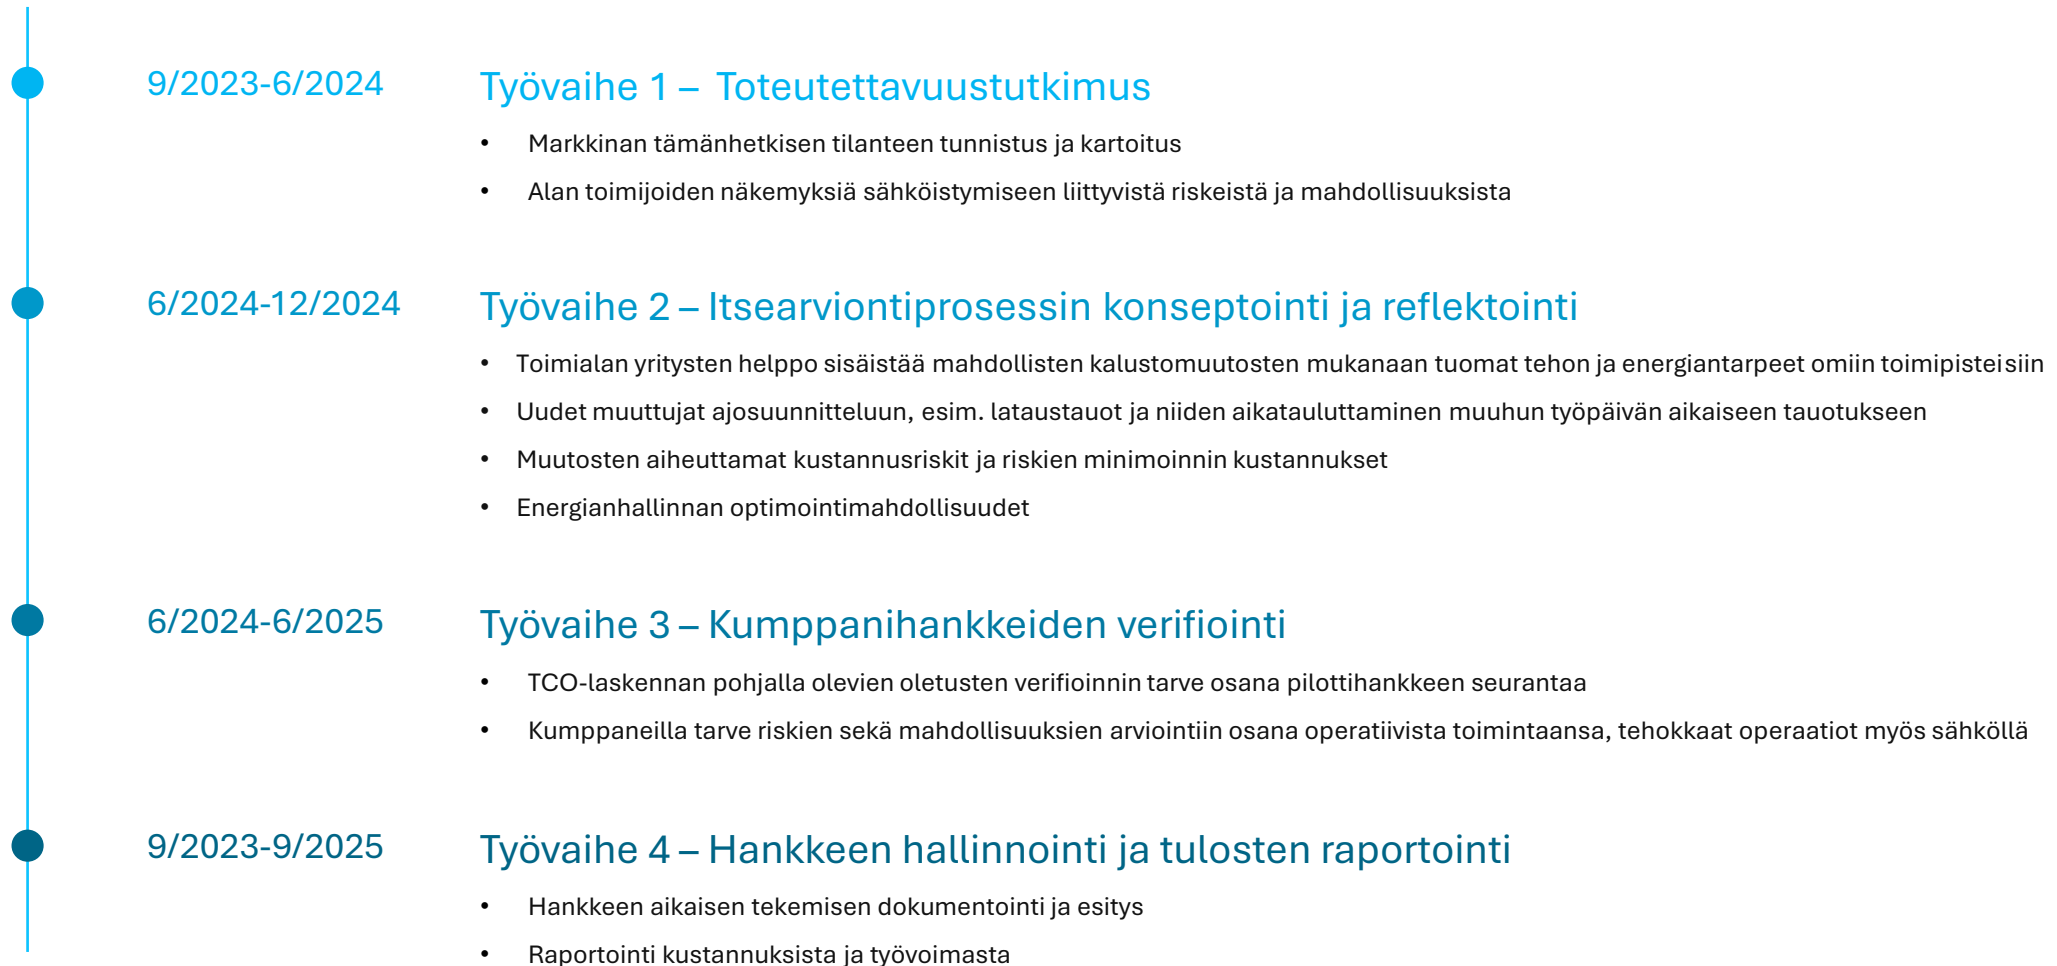 9/2023-6/2024
Työvaihe 1 – Toteutettavuustutkimus
• Markkinan tämänhetkisen tilanteen tunnistus ja kartoitus
• Alan toimijoiden näkemyksiä sähköistymiseen liittyvistä riskeistä ja mahdollisuuksista
6/2024-12/2024
Työvaihe 2 – Itsearviontiprosessin konseptointi ja reflektointi
• Toimialan yritysten helppo sisäistää mahdollisten kalustomuutosten mukanaan tuomat tehon ja energiantarpeet omiin toimipisteisiin
• Uudet muuttujat ajosuunnitteluun, esim. lataustauot ja niiden aikatauluttaminen muuhun työpäivän aikaiseen tauotukseen
• Muutosten aiheuttamat kustannusriskit ja riskien minimoinnin kustannukset
• Energianhallinnan optimointimahdollisuudet
6/2024-6/2025
Työvaihe 3 – Kumppanihankkeiden verifiointi
• TCO-laskennan pohjalla olevien oletusten verifioinnin tarve osana pilottihankkeen seurantaa
• Kumppaneilla tarve riskien sekä mahdollisuuksien arviointiin osana operatiivista toimintaansa, tehokkaat operaatiot myös sähköllä
9/2023-9/2025
Työvaihe 4 – Hankkeen hallinnointi ja tulosten raportointi
• Hankkeen aikaisen tekemisen dokumentointi ja esitys
• Raportointi kustannuksista ja työvoimasta